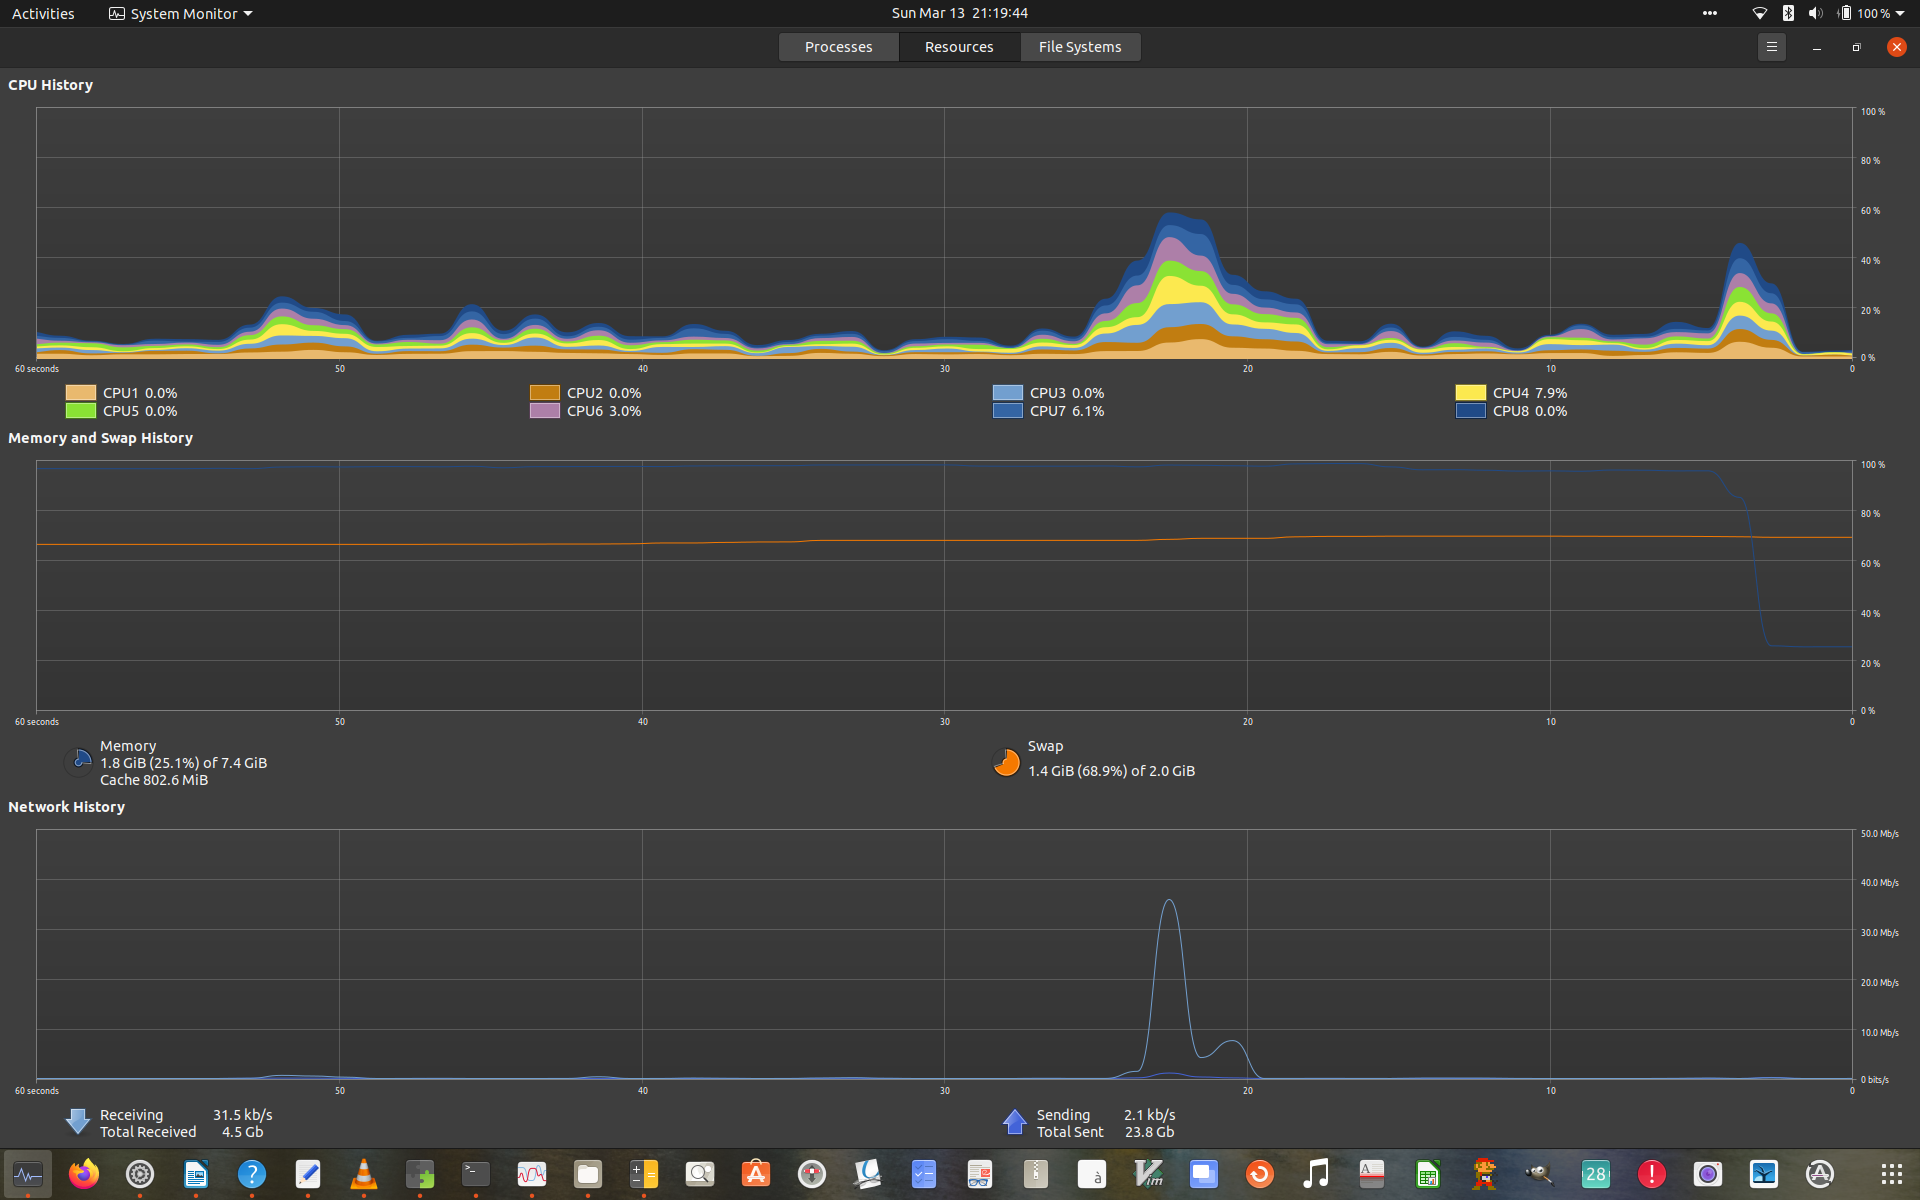 Activities System Monitor Sun Mar 13 21:19:44 100 %
Processes Resources File Systems
CPU History
100 %
80 %
60 %
40 %
20 %
0 %
60 seconds 50 40 30 20 10 0
CPU1 0.0% CPU2 0.0% CPU3 0.0% CPU4 7.9%
CPU5 0.0% CPU6 3.0% CPU7 6.1% CPU8 0.0%
Memory and Swap History
100 %
80 %
60 %
40 %
20 %
0 %
60 seconds 50 40 30 20 10 0
Memory Swap
1.8 GiB (25.1%) of 7.4 GiB 1.4 GiB (68.9%) of 2.0 GiB
Cache 802.6 MiB
Network History
50.0 Mb/s
40.0 Mb/s
30.0 Mb/s
20.0 Mb/s
10.0 Mb/s
0 bits/s
60 seconds 50 40 30 20 10 0
Receiving 31.5 kb/s Sending 2.1 kb/s
Total Received 4.5 Gb Total Sent 23.8 Gb
? >_ A à Vim A 28 !